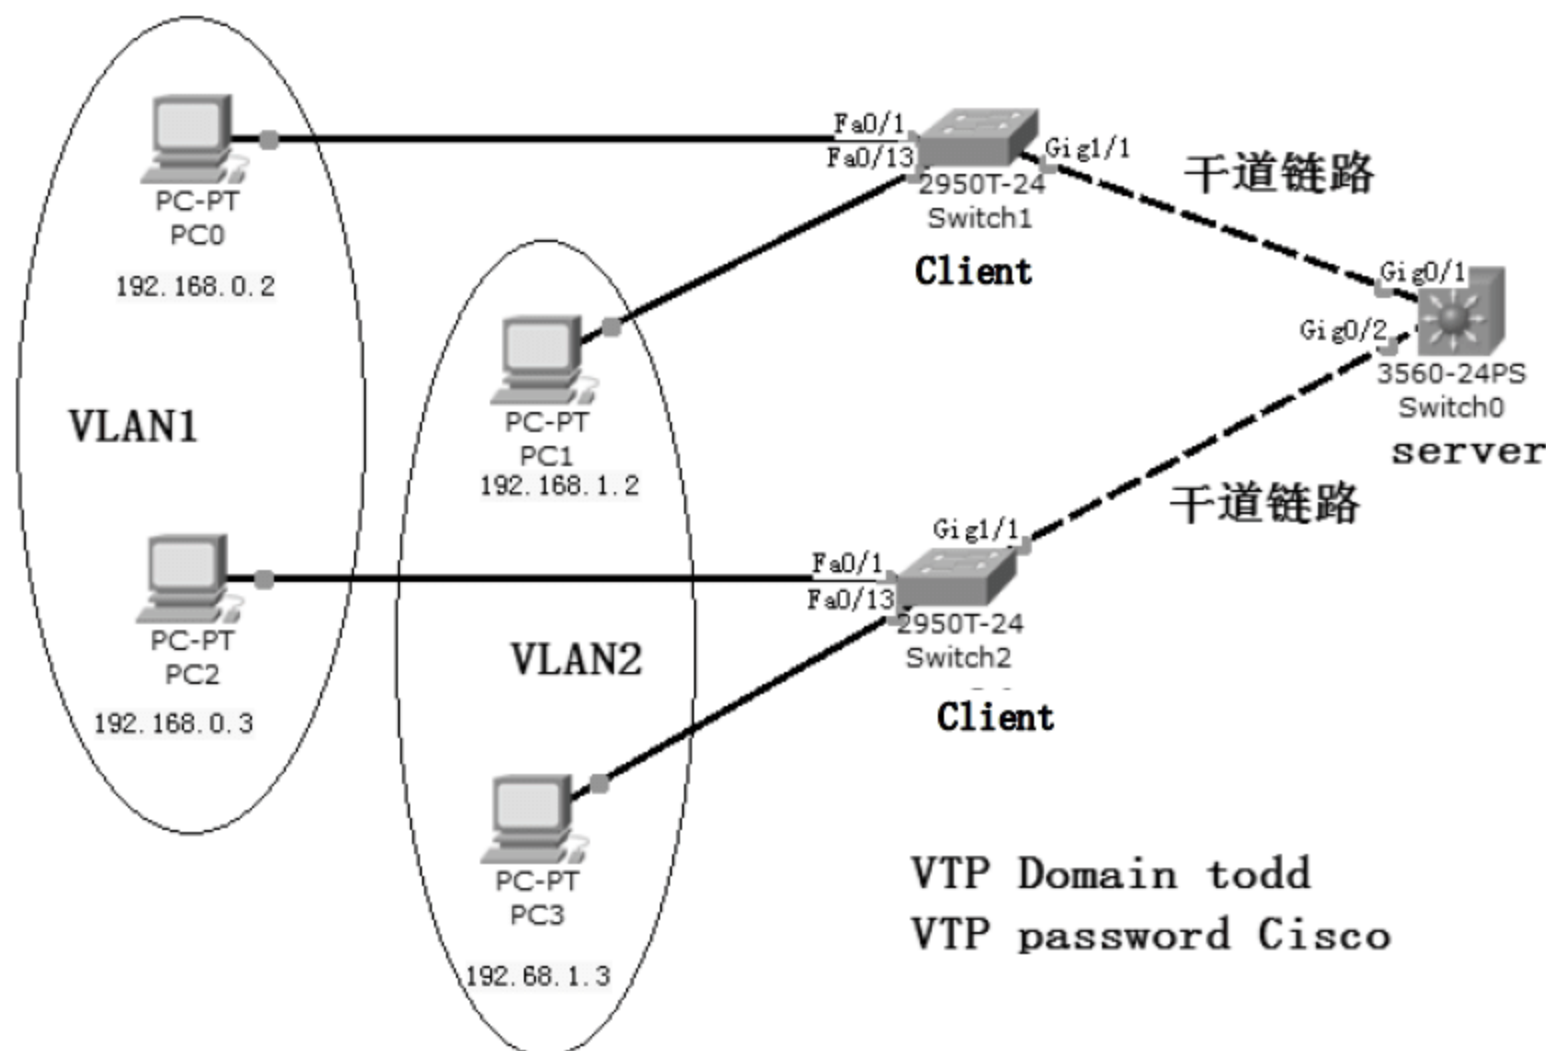 Fa0/1
Fa0/13
Gig1/1
干道链路
2950T-24
Switch1
Client
PC-PT
PC0
192.168.0.2
Gig0/1
Gig0/2
3560-24PS
Switch0
server
PC-PT
PC1
192.168.1.2
VLAN1
干道链路
Gig1/1
Fa0/1
Fa0/13
2950T-24
Switch2
Client
PC-PT
PC2
192.168.0.3
VLAN2
PC-PT
PC3
192.68.1.3
VTP Domain todd
VTP password Cisco